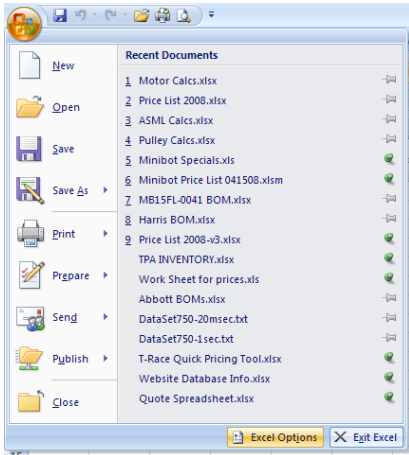 New
Open
Save
Save As
Print
Prepare
Send
Publish
Close
Recent Documents
1 Motor Calcs.xlsx
2 Price List 2008.xlsx
3 ASML Calcs.xlsx
4 Pulley Calcs.xlsx
5 Minibot Specials.xls
6 Minibot Price List 041508.xlsm
7 MB15FL-0041 BOM.xlsx
8 Harris BOM.xlsx
9 Price List 2008-v3.xlsx
TPA INVENTORY.xlsx
Work Sheet for prices.xls
Abbott BOMs.xlsx
DataSet750-20msec.txt
DataSet750-1sec.txt
T-Race Quick Pricing Tool.xlsx
Website Database Info.xlsx
Quote Spreadsheet.xlsx
Excel Options
Exit Excel
15